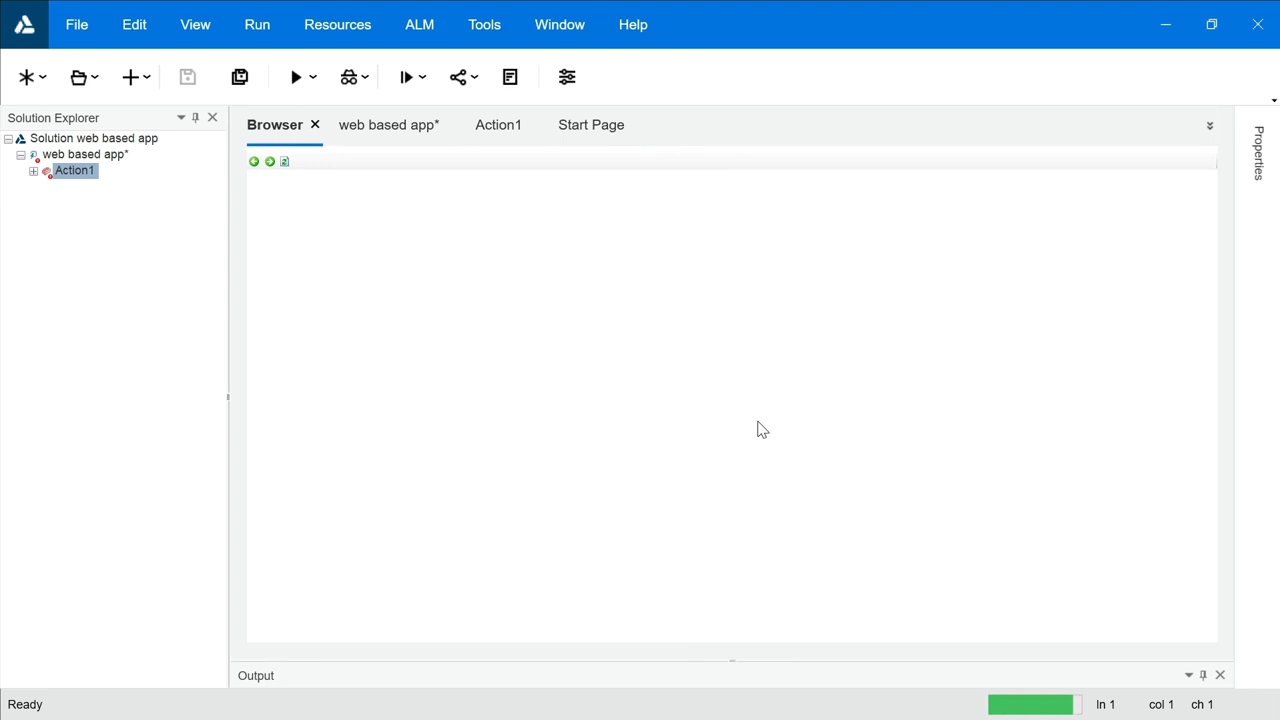 File Edit View Run Resources ALM Tools Window Help
Solution Explorer
Solution web based app
web based app*
Action1
Browser web based app* Action1 Start Page
Properties
Output
Ready ln 1 col 1 ch 1